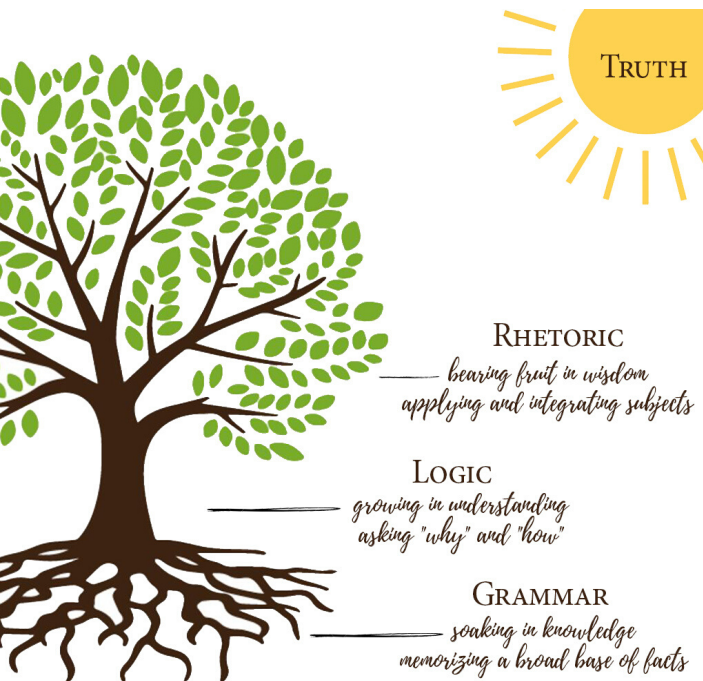 TRUTH
RHETORIC
bearing fruit in wisdom
applying and integrating subjects
LOGIC
growing in understanding
asking "why" and "how"
GRAMMAR
soaking in knowledge
memorizing a broad base of facts